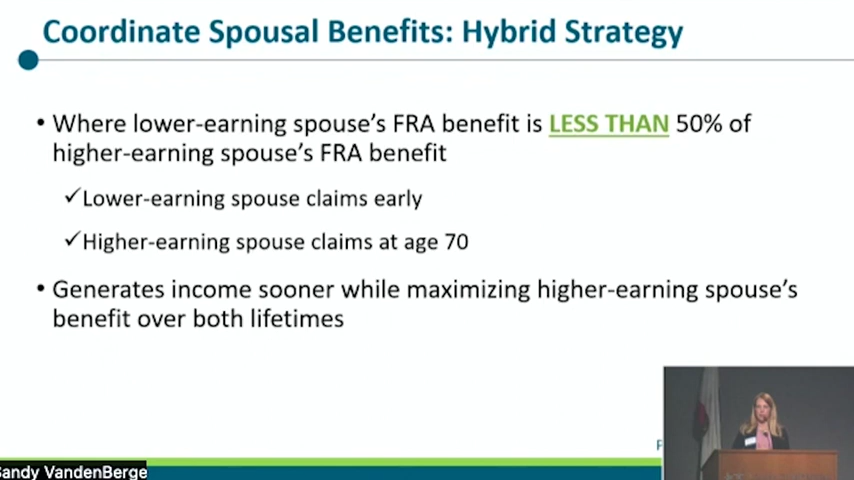 Coordinate Spousal Benefits: Hybrid Strategy
• Where lower-earning spouse's FRA benefit is LESS THAN 50% of
higher-earning spouse's FRA benefit
✓Lower-earning spouse claims early
✓Higher-earning spouse claims at age 70
• Generates income sooner while maximizing higher-earning spouse's
benefit over both lifetimes
Sandy VandenBerge